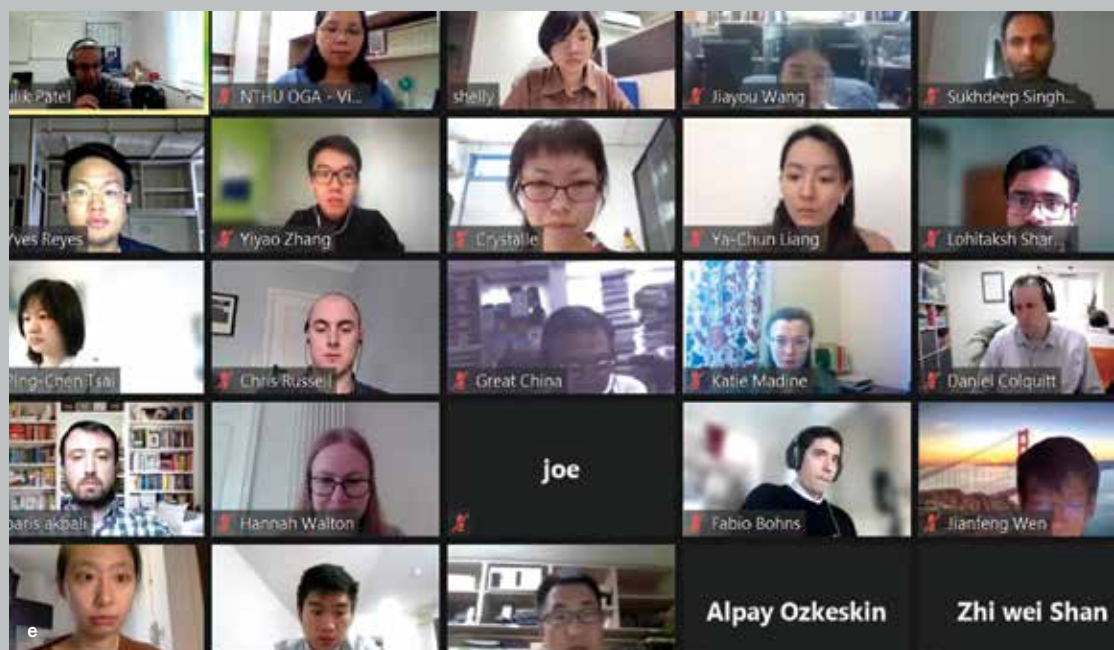 ulik Patel
NTHU OGA - Vi...
shelly
Jiayou Wang
Sukhdeep Singh...
Yves Reyes
Yiyao Zhang
Crystalle
Ya-Chun Liang
Lohitaksh Shar...
Ping-Chen Tsai
Chris Russell
Great China
Katie Madine
Daniel Colquitt
baris akbali
Hannah Walton
joe
Fabio Bohns
Jianfeng Wen
Alpay Ozkeskin
Zhi wei Shan
e